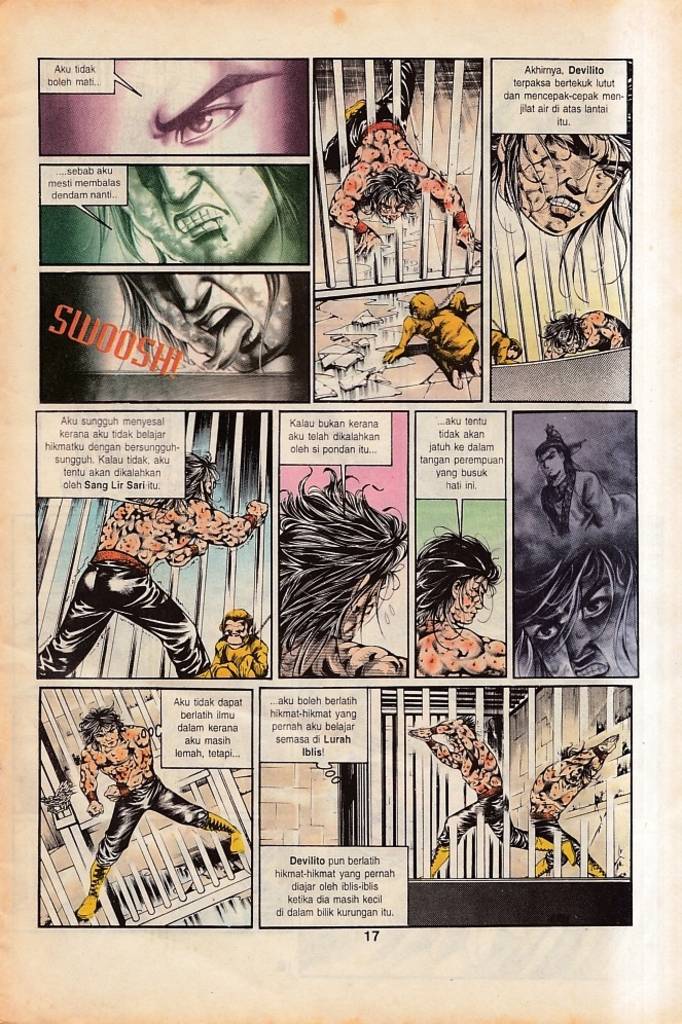 Aku tidak
boleh mati...
....sebab aku
mesti membalas
dendam nanti..
SWOOSH!
Akhirnya, Devilito
terpaksa bertekuk lutut
dan mencepak-cepak men-
jilat air di atas lantai
itu.
Aku sungguh menyesal
kerana aku tidak belajar
hikmatku dengan bersungguh-
sungguh. Kalau tidak, aku
tentu akan dikalahkan
oleh Sang Lir Sari itu.
Kalau bukan kerana
aku telah dikalahkan
oleh si pondan itu...
...aku tentu
tidak akan
jatuh ke dalam
tangan perempuan
yang busuk
hati ini.
Aku tidak dapat
berlatih ilmu
dalam kerana
aku masih
lemah, tetapi...
...aku boleh berlatih
hikmat-hikmat yang
pernah aku belajar
semasa di Lurah
Iblis!
Devilito pun berlatih
hikmat-hikmat yang pernah
diajar oleh iblis-iblis
ketika dia masih kecil
di dalam bilik kurungan itu.
17